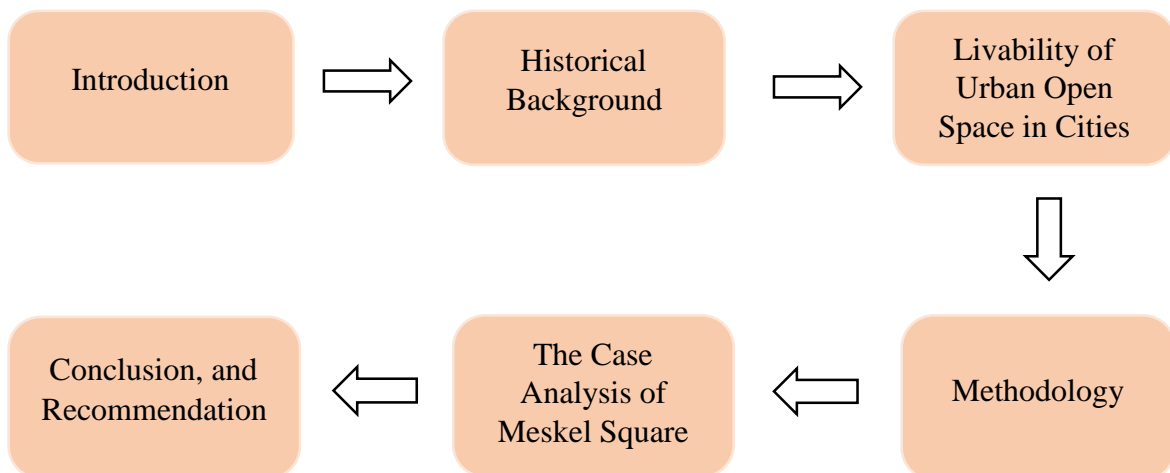 Introduction
Historical
Background
Livability of
Urban Open
Space in Cities
Methodology
The Case
Analysis of
Meskel Square
Conclusion, and
Recommendation